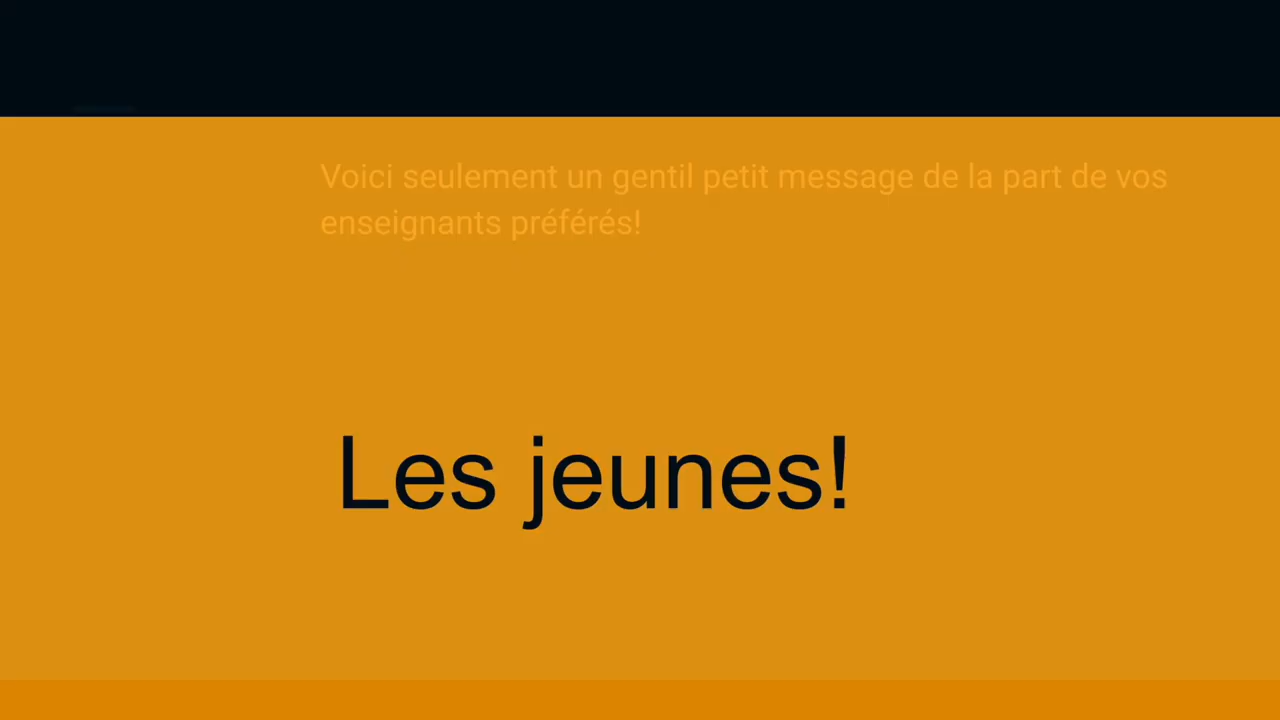 Voici seulement un gentil petit message de la part de vos
enseignants préférés!
Les jeunes!